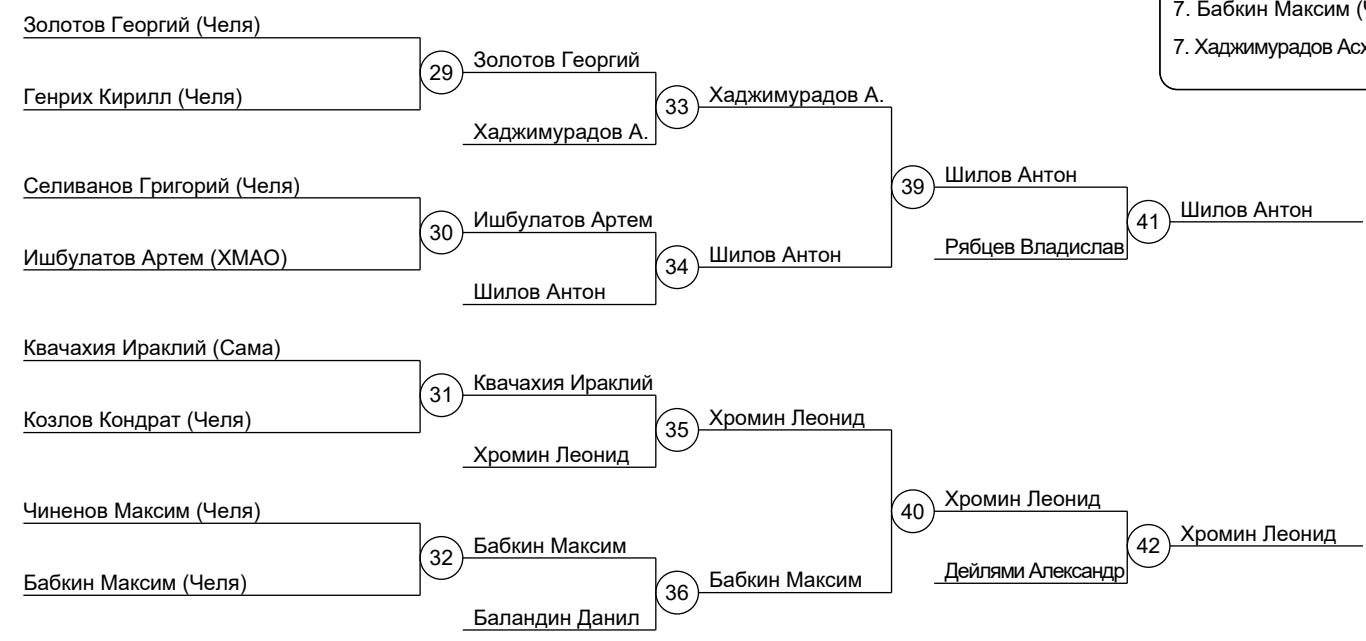 7. Бабкин Максим (
7. Хаджимурадов Асх
Золотов Георгий (Челя)
29
Золотов Георгий
Генрих Кирилл (Челя)
33
Хаджимурадов А.
Хаджимурадов А.
Селиванов Григорий (Челя)
39
Шилов Антон
30
Ишбулатов Артем
41
Шилов Антон
Ишбулатов Артем (ХМАО)
34
Шилов Антон
Рябцев Владислав
Шилов Антон
Квачахия Ираклий (Сама)
31
Квачахия Ираклий
Козлов Кондрат (Челя)
35
Хромин Леонид
Хромин Леонид
Чиненов Максим (Челя)
40
Хромин Леонид
32
Бабкин Максим
42
Хромин Леонид
Бабкин Максим (Челя)
36
Бабкин Максим
Дейлями Александр
Баландин Данил